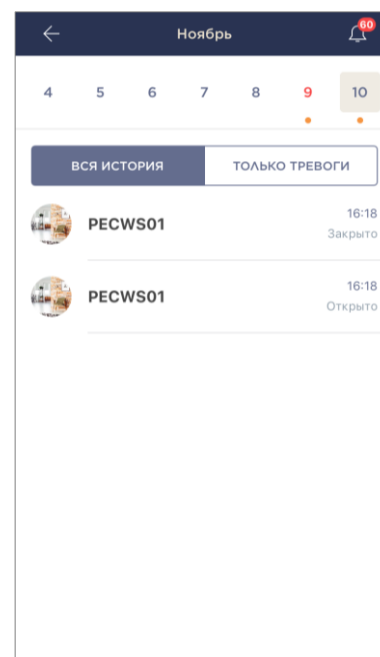 Ноябрь
60
4 5 6 7 8 9 10
ВСЯ ИСТОРИЯ ТОЛЬКО ТРЕВОГИ
PECWS01 16:18
Закрыто
PECWS01 16:18
Открыто